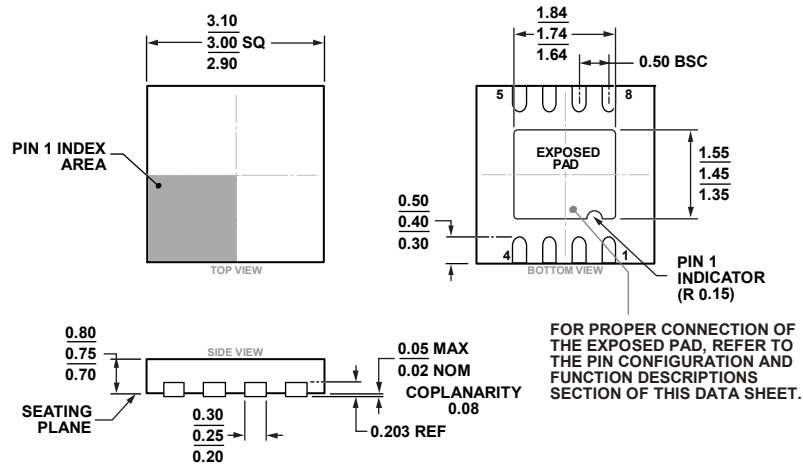 3.10
3.00 SQ
2.90
PIN 1 INDEX
AREA
TOP VIEW
1.84
1.74
1.64
0.50 BSC
5
8
EXPOSED
PAD
1.55
1.45
1.35
0.50
0.40
0.30
4
1
BOTTOM VIEW
PIN 1
INDICATOR
(R 0.15)
FOR PROPER CONNECTION OF
THE EXPOSED PAD, REFER TO
THE PIN CONFIGURATION AND
FUNCTION DESCRIPTIONS
SECTION OF THIS DATA SHEET.
0.80
0.75
0.70
SIDE VIEW
0.05 MAX
0.02 NOM
COPLANARITY
0.08
SEATING
PLANE
0.30
0.25
0.20
0.203 REF